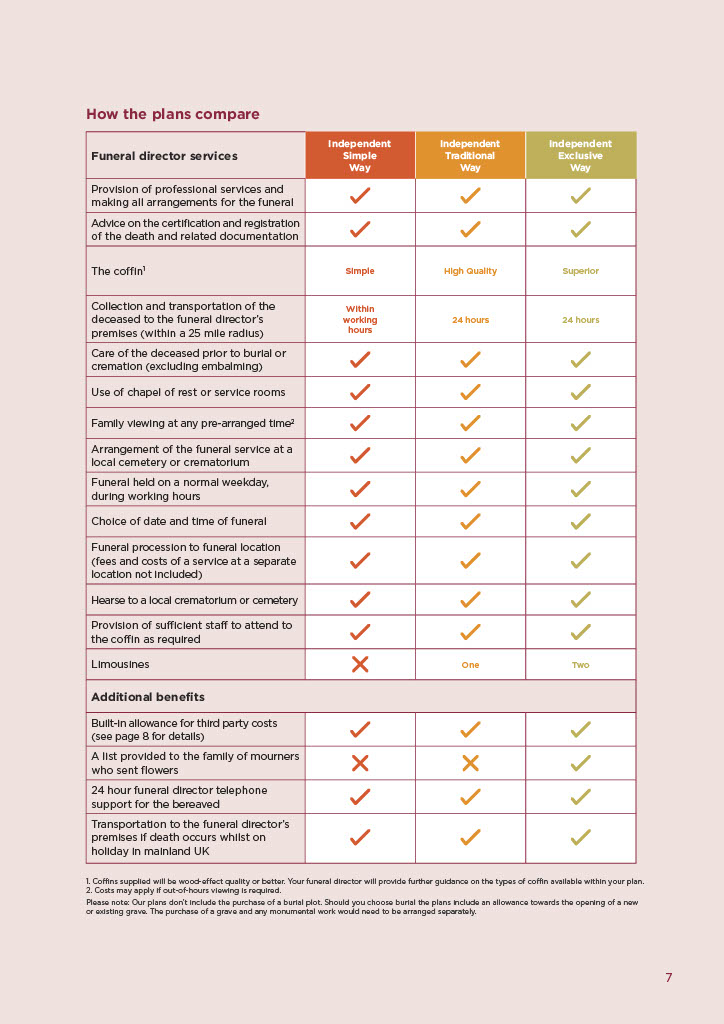 How the plans compare
Funeral director services
Independent
Simple
Way
Independent
Traditional
Way
Independent
Exclusive
Way
Provision of professional services and
making all arrangements for the funeral
Advice on the certification and registration
of the death and related documentation
The coffin¹
Simple
High Quality
Superior
Collection and transportation of the
deceased to the funeral director's
premises (within a 25 mile radius)
Within
working
hours
24 hours
24 hours
Care of the deceased prior to burial or
cremation (excluding embalming)
Use of chapel of rest or service rooms
Family viewing at any pre-arranged time²
Arrangement of the funeral service at a
local cemetery or crematorium
Funeral held on a normal weekday,
during working hours
Choice of date and time of funeral
Funeral procession to funeral location
(fees and costs of a service at a separate
location not included)
Hearse to a local crematorium or cemetery
Provision of sufficient staff to attend to
the coffin as required
Limousines
One
Two
Additional benefits
Built-in allowance for third party costs
(see page 8 for details)
A list provided to the family of mourners
who sent flowers
24 hour funeral director telephone
support for the bereaved
Transportation to the funeral director's
premises if death occurs whilst on
holiday in mainland UK
1. Coffins supplied will be wood-effect quality or better. Your funeral director will provide further guidance on the types of coffin available within your plan.
2. Costs may apply if out-of-hours viewing is required.
Please note: Our plans don't include the purchase of a burial plot. Should you choose burial the plans include an allowance towards the opening of a new
or existing grave. The purchase of a grave and any monumental work would need to be arranged separately.
7